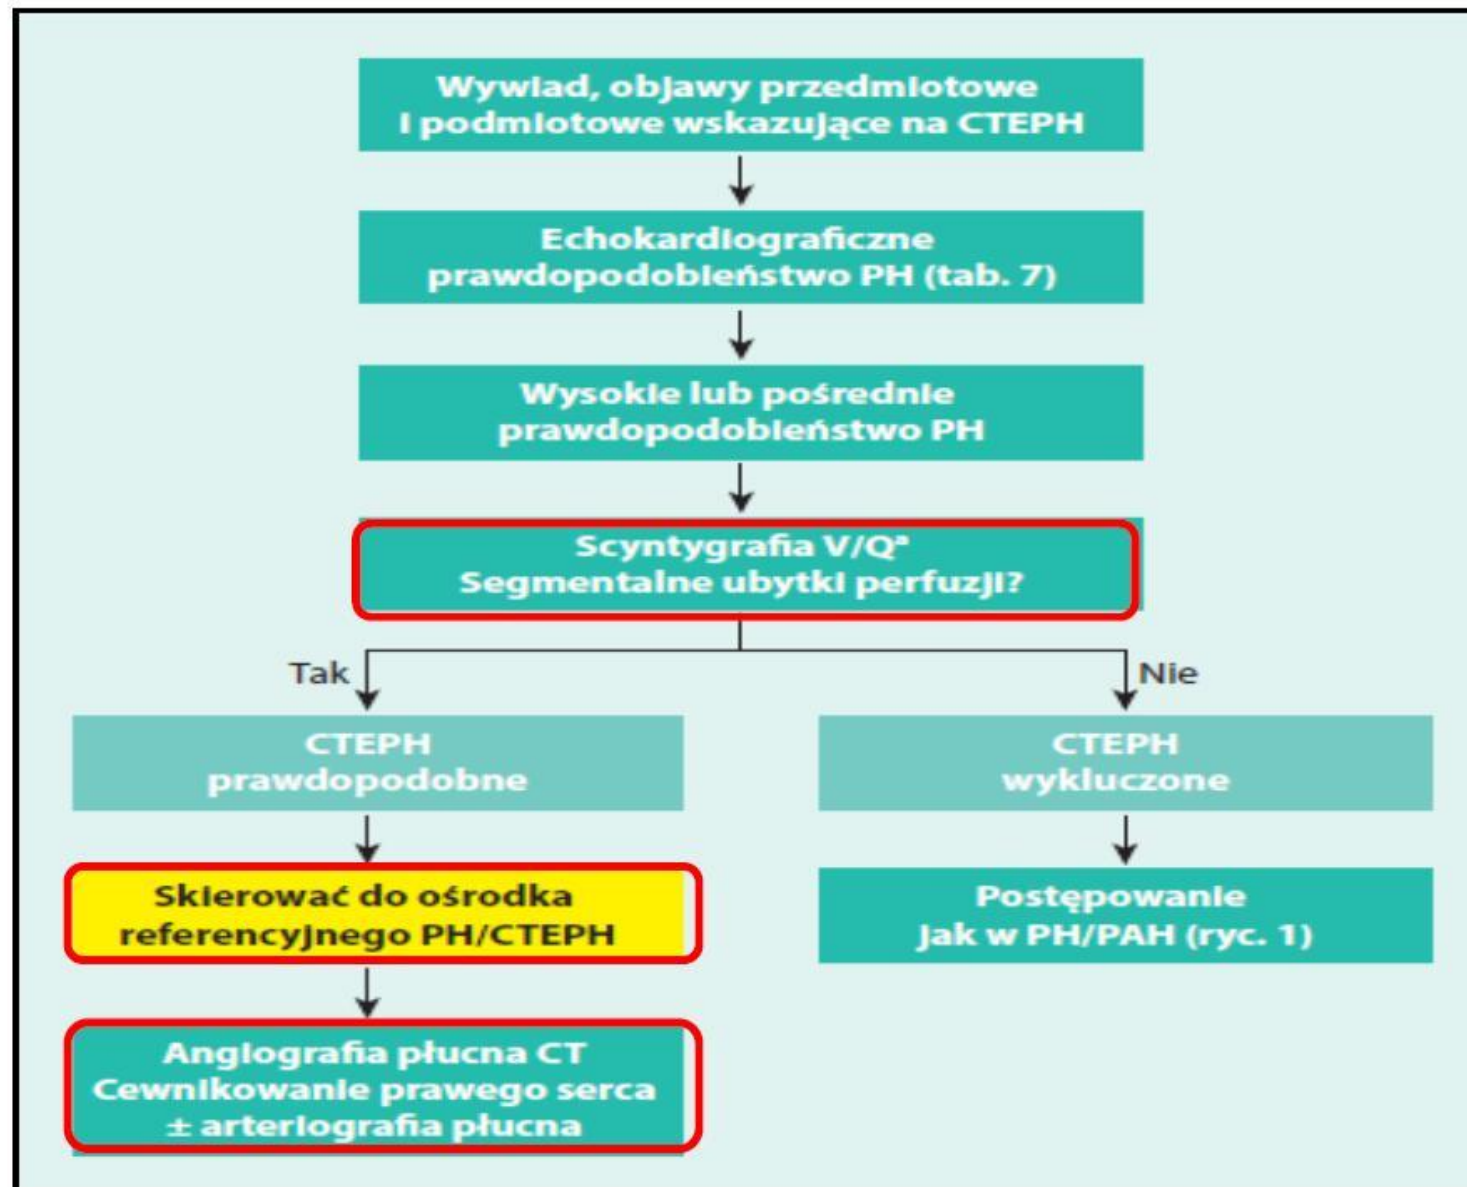 Wywiad, objawy przedmiotowe
i podmiotowe wskazujące na CTEPH
Echokardiograficzne
prawdopodobieństwo PH (tab. 7)
Wysokie lub pośrednie
prawdopodobieństwo PH
Scyntygrafia V/Qª
Segmentalne ubytki perfuzji?
Tak
Nie
CTEPH
prawdopodobne
CTEPH
wykluczone
Skierować do ośrodka
referencyjnego PH/CTEPH
Postępowanie
jak w PH/PAH (ryc. 1)
Angiografia płucna CT
Cewnikowanie prawego serca
± arteriografia płucna